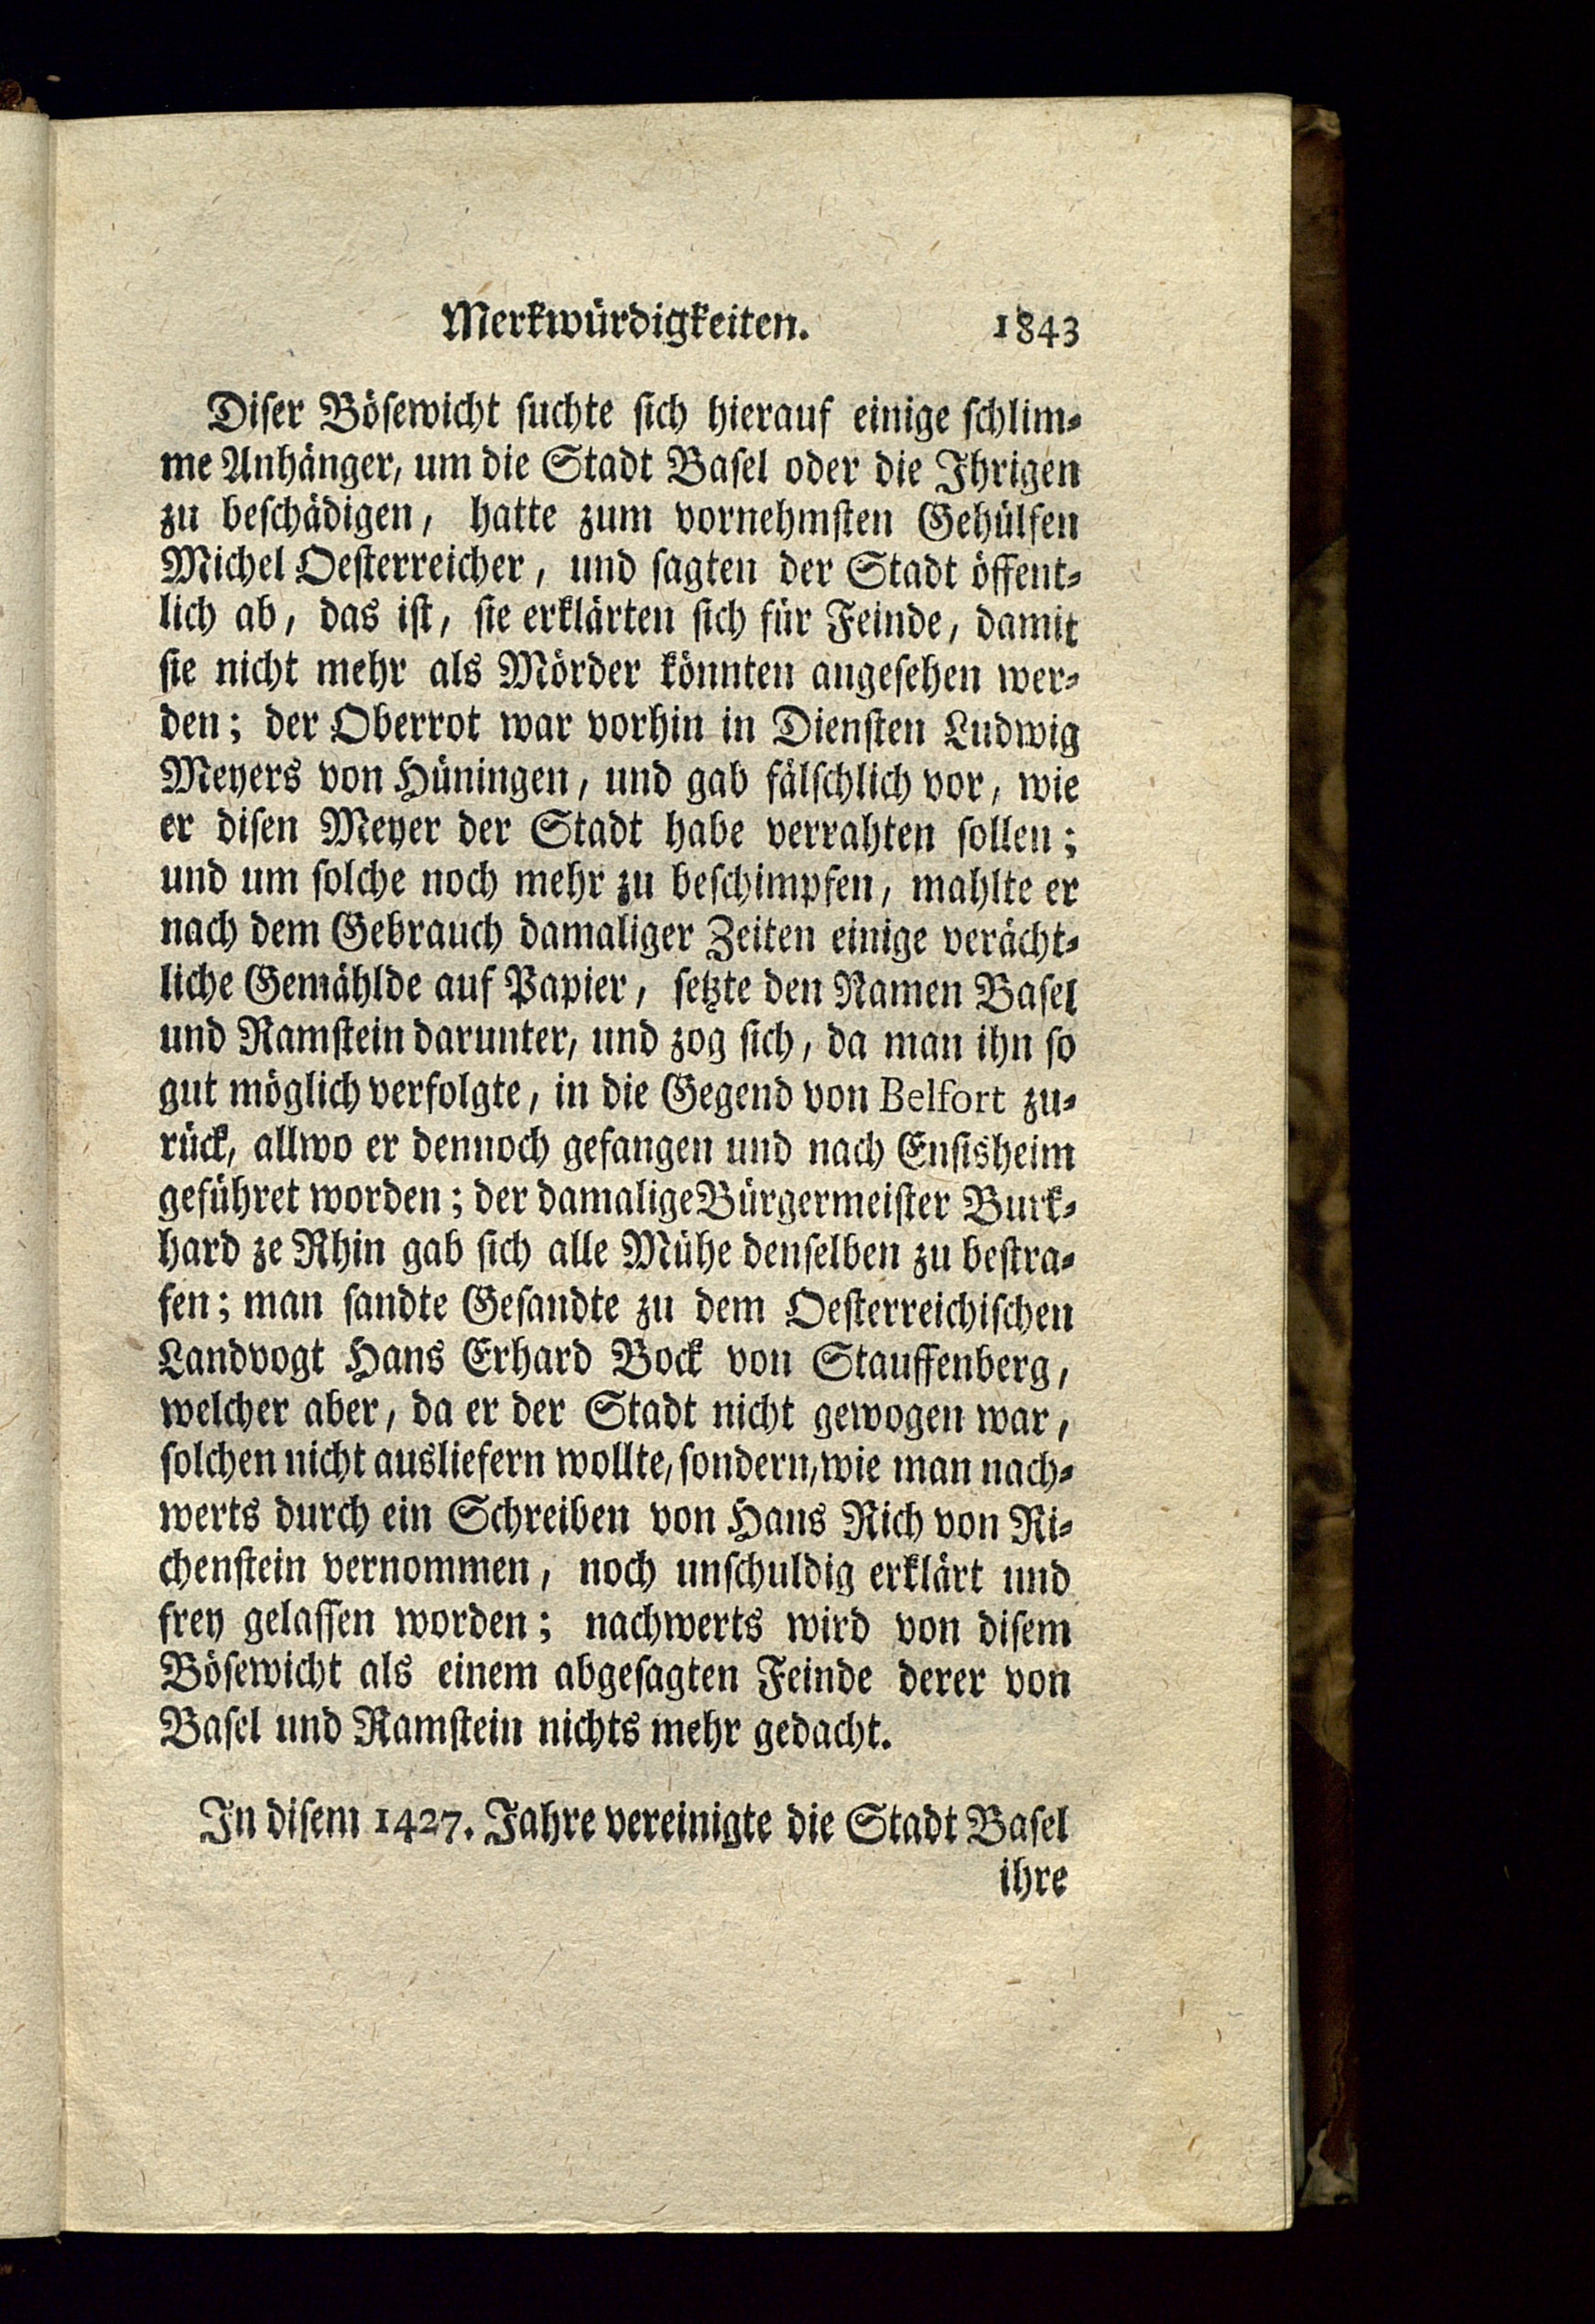 Merkwürdigkeiten. 1843
Diser Böſewicht ſuchte ſich hierauf einige ſchlim⸗
me Anhänger, um die Stadt Baſel oder die Ihrigen
zu beſchädigen, hatte zum vornehmſten Gehülfen
Michel Oeſterreicher, und ſagten der Stadt öffent⸗
lich ab, das iſt, ſie erklärten ſich für Feinde, damit
ſie nicht mehr als Mörder könnten angeſehen wer⸗
den; der Oberrot war vorhin in Dienſten Ludwig
Meyers von Hüningen, und gab fälſchlich vor, wie
er diſen Meyer der Stadt habe verrahten ſollen;
und um ſolche noch mehr zu beſchimpfen, mahlte er
nach dem Gebrauch damaliger Zeiten einige verächt⸗
liche Gemählde auf Papier, ſetzte den Namen Baſel
und Ramſtein darunter, und zog ſich, da man ihn ſo
gut möglich verfolgte, in die Gegend von Belfort zu⸗
rück, allwo er dennoch gefangen und nach Enſisheim
geführet worden; der damalige Bürgermeiſter Burk⸗
hard ze Rhin gab ſich alle Mühe denſelben zu beſtra⸗
fen; man ſandte Geſandte zu dem Oeſterreichiſchen
Landvogt Hans Erhard Bock von Stauffenberg,
welcher aber, da er der Stadt nicht gewogen war,
ſolchen nicht ausliefern wollte, ſondern, wie man nach⸗
werts durch ein Schreiben von Hans Rich von Ri⸗
chenſtein vernommen, noch unſchuldig erklärt und
frey gelaſſen worden; nachwerts wird von diſem
Böſewicht als einem abgeſagten Feinde derer von
Baſel und Ramſtein nichts mehr gedacht.
In diſem 1427. Jahre vereinigte die Stadt Baſel
ihre